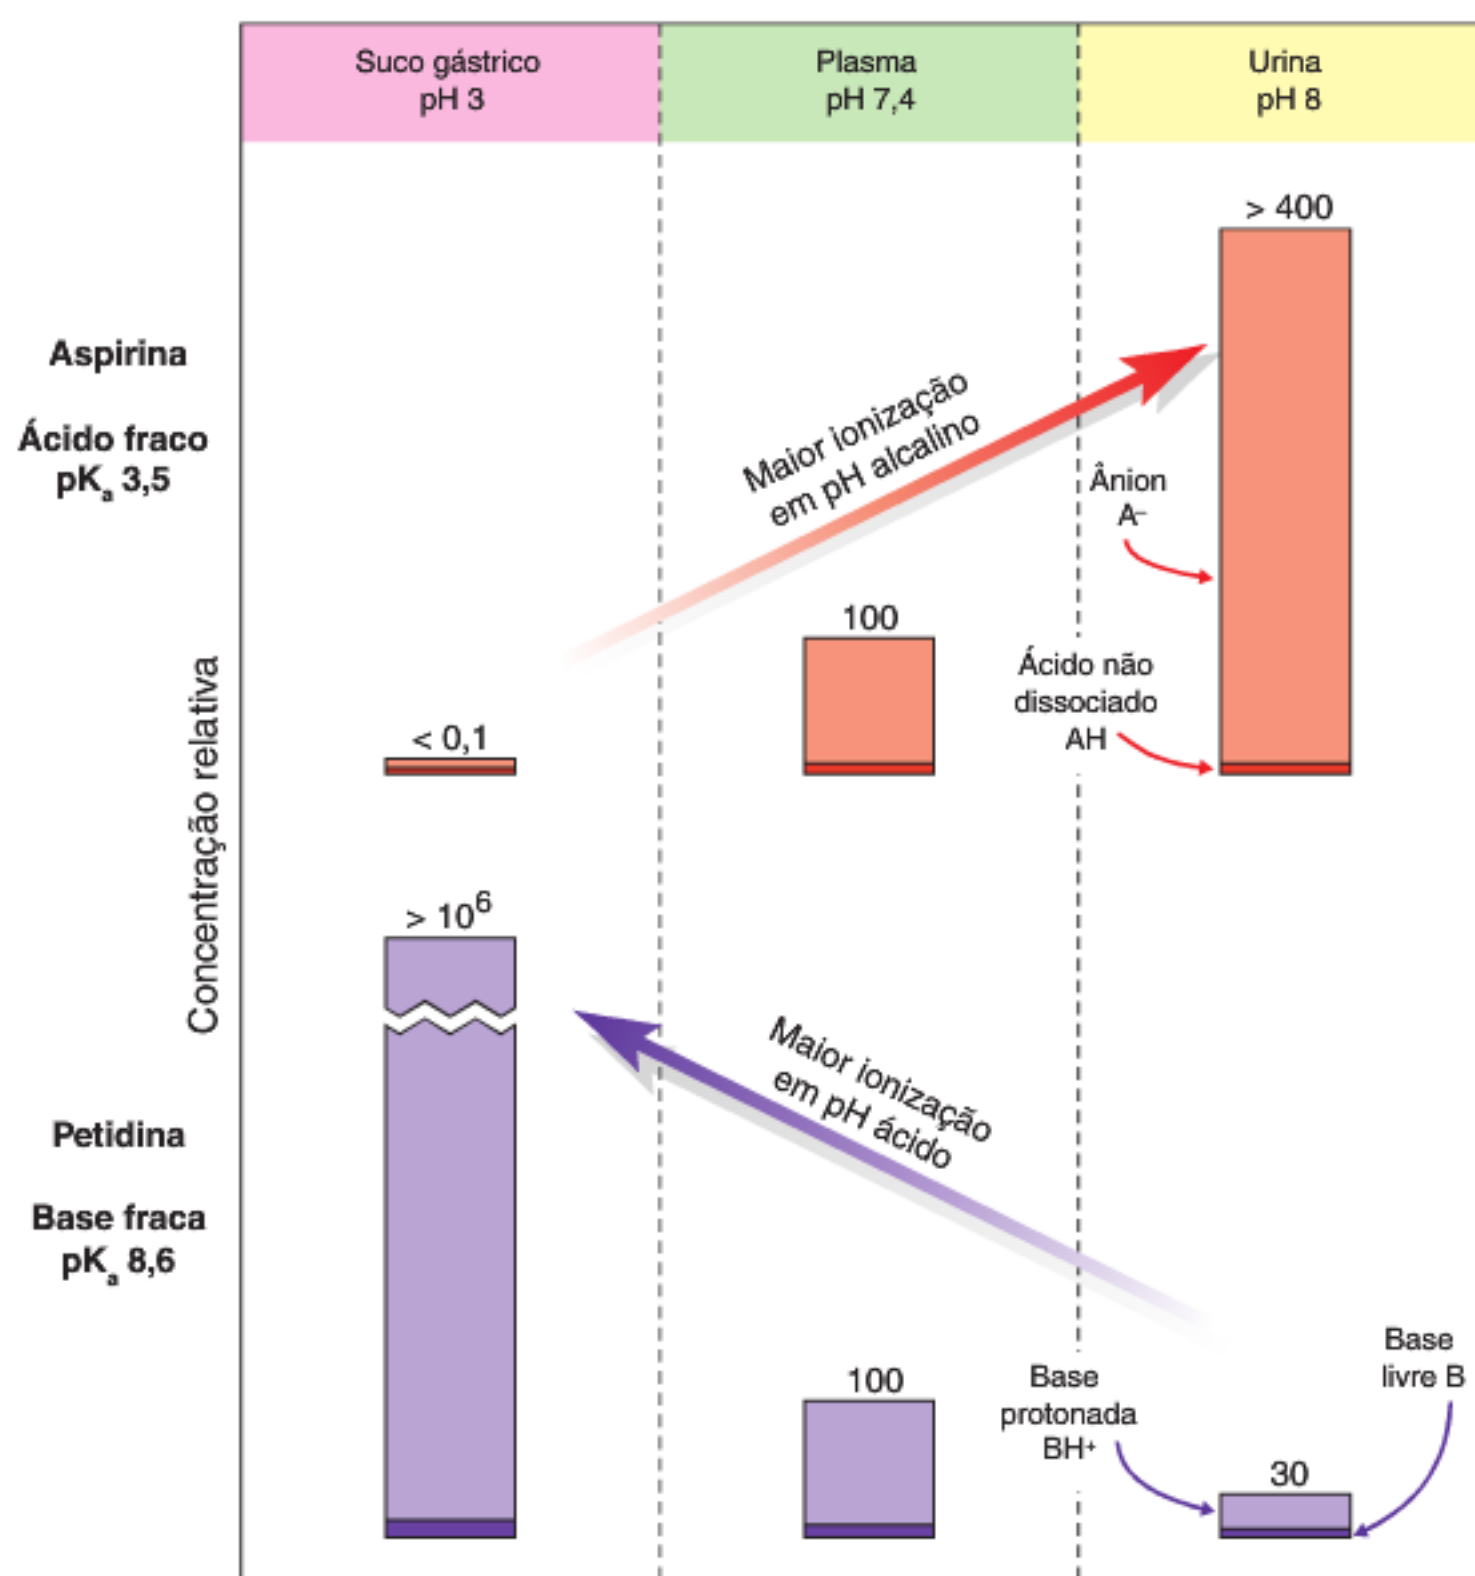 Suco gástrico
pH 3
Plasma
pH 7,4
Urina
pH 8
> 400
Aspirina
Ácido fraco
pKa 3,5
Maior ionização
em pH alcalino
Ânion
A–
100
Ácido não
dissociado
AH
< 0,1
Concentração relativa
> 10⁶
Maior ionização
em pH ácido
Petidina
Base fraca
pKa 8,6
100
Base
protonada
BH⁺
Base
livre B
30